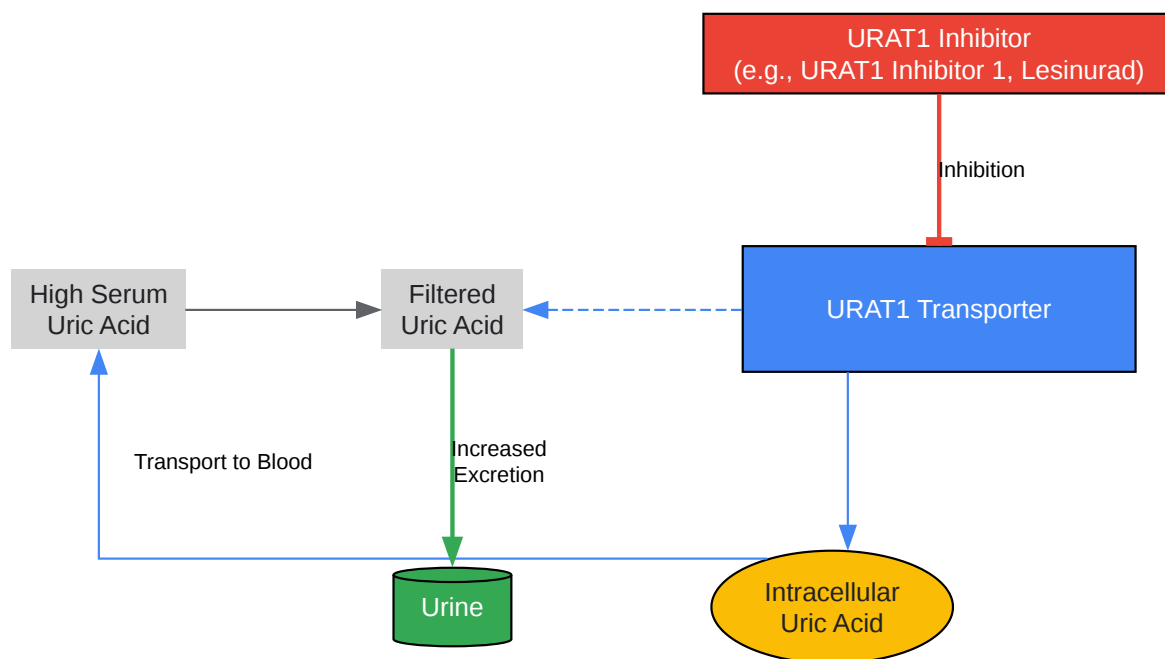 URAT1 Inhibitor
(e.g., URAT1 Inhibitor 1, Lesinurad)
Inhibition
High Serum
Uric Acid
Filtered
Uric Acid
URAT1 Transporter
Transport to Blood
Increased
Excretion
Urine
Intracellular
Uric Acid